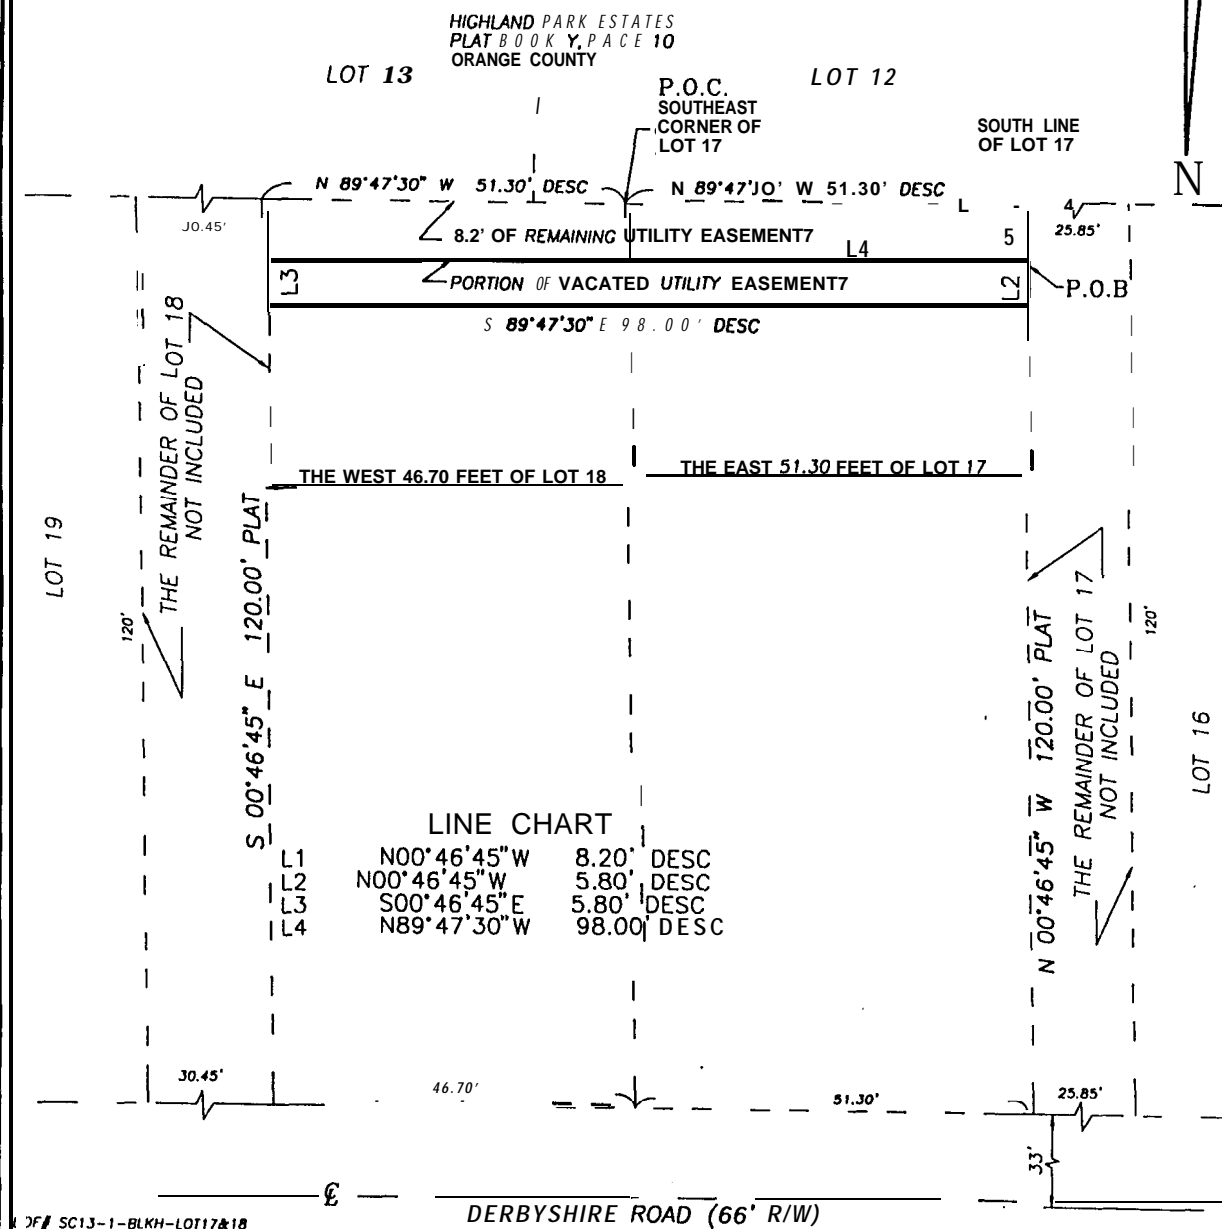 HIGHLAND PARK ESTATES
PLAT BOOK Y, PACE 10
ORANGE COUNTY
LOT 13
P.O.C.
SOUTHEAST
CORNER OF
LOT 17
LOT 12
SOUTH LINE
OF LOT 17
N
N 89°47'30" W 51.30' DESC
N 89°47'JO' W 51.30' DESC
L - 4
J0.45'
25.85'
8.2' OF REMAINING UTILITY EASEMENT7
L4
5
L3
PORTION OF VACATED UTILITY EASEMENT7
L2
P.O.B
S 89°47'30" E 98.00' DESC
THE REMAINDER OF LOT 18
NOT INCLUDED
THE WEST 46.70 FEET OF LOT 18
THE EAST 51.30 FEET OF LOT 17
LOT 19
120'
S 00°46'45" E 120.00' PLAT
N 00°46'45" W 120.00' PLAT
THE REMAINDER OF LOT 17
NOT INCLUDED
120'
LOT 16
LINE CHART
L1 N00°46'45"W 8.20' DESC
L2 N00°46'45"W 5.80' DESC
L3 S00°46'45"E 5.80' DESC
L4 N89°47'30"W 98.00' DESC
30.45'
46.70'
51.30'
25.85'
33'
℄
DERBYSHIRE ROAD (66' R/W)
SC13-1-BLKH-LOT17&18